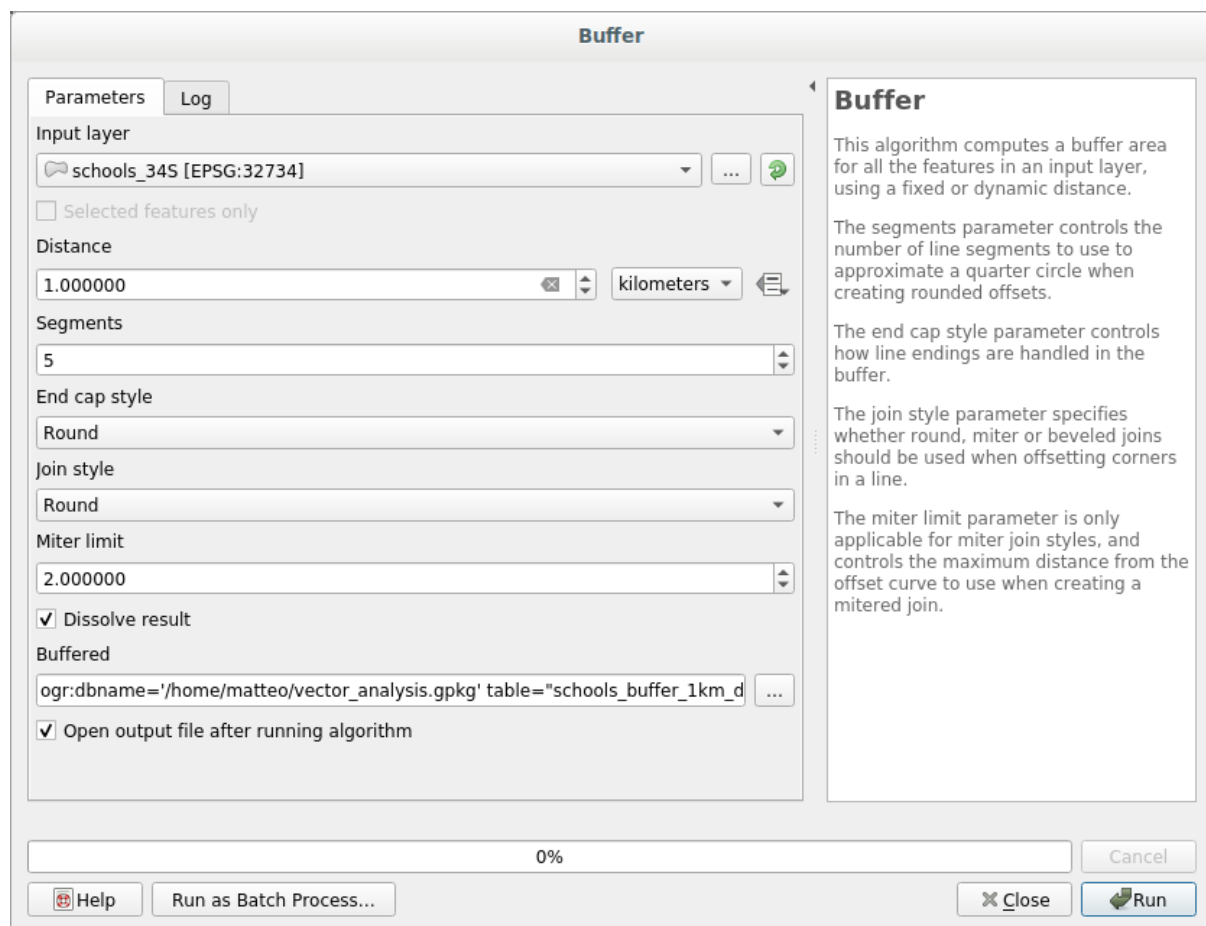 Buffer
Parameters
Log
Input layer
schools_34S [EPSG:32734]
...
Selected features only
Distance
1.000000
kilometers
Segments
5
End cap style
Round
Join style
Round
Miter limit
2.000000
Dissolve result
Buffered
ogr:dbname='/home/matteo/vector_analysis.gpkg' table="schools_buffer_1km_d
...
Open output file after running algorithm
Buffer
This algorithm computes a buffer area
for all the features in an input layer,
using a fixed or dynamic distance.
The segments parameter controls the
number of line segments to use to
approximate a quarter circle when
creating rounded offsets.
The end cap style parameter controls
how line endings are handled in the
buffer.
The join style parameter specifies
whether round, miter or beveled joins
should be used when offsetting corners
in a line.
The miter limit parameter is only
applicable for miter join styles, and
controls the maximum distance from the
offset curve to use when creating a
mitered join.
0%
Cancel
Help
Run as Batch Process...
Close
Run